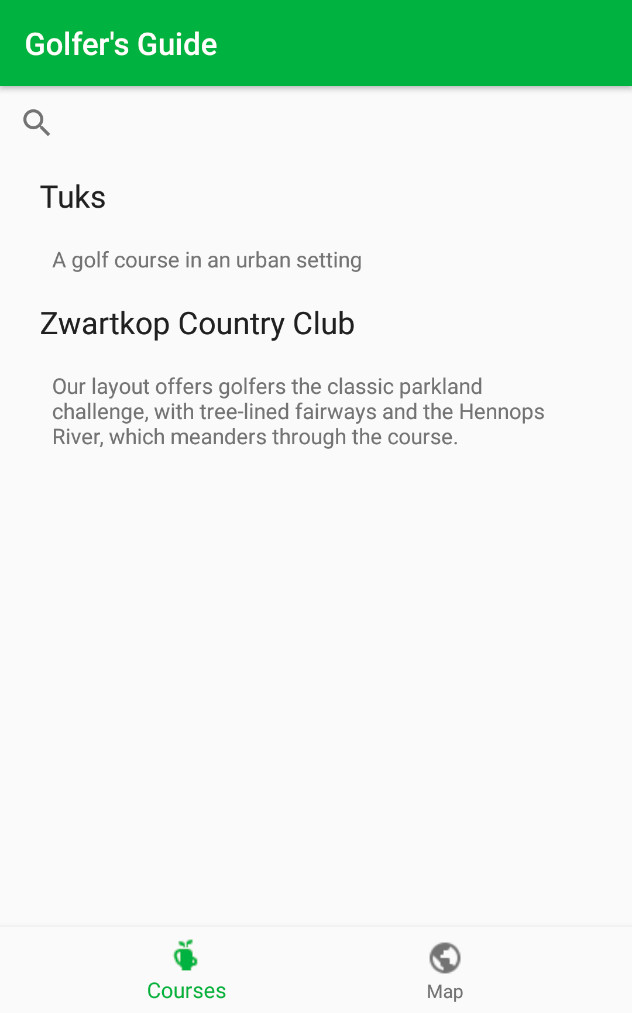 Golfer's Guide
Tuks
A golf course in an urban setting
Zwartkop Country Club
Our layout offers golfers the classic parkland
challenge, with tree-lined fairways and the Hennops
River, which meanders through the course.
Courses
Map